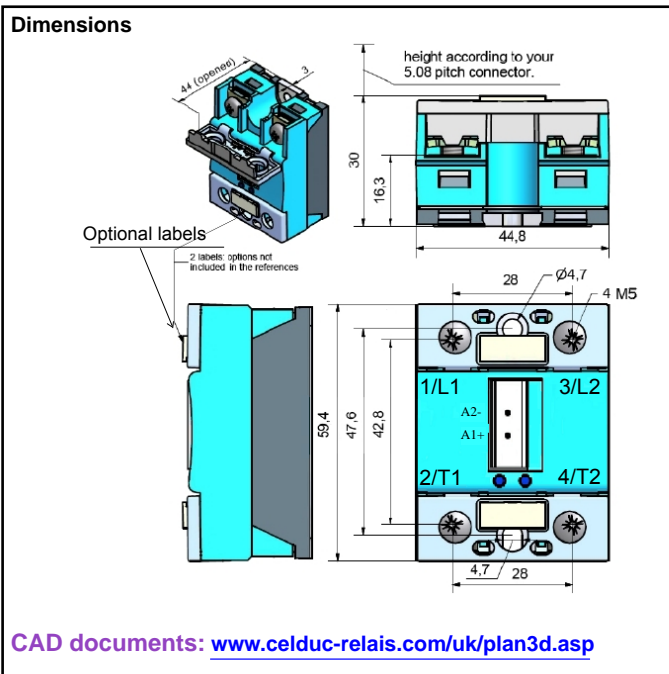 Dimensions
44 (opened)
3
height according to your
5.08 pitch connector.
30
16,3
44,8
Optional labels
2 labels: options not
included in the references
28
Ø4,7
4 M5
59,4
47,6
42,8
1/L1
3/L2
A2-
A1+
2/T1
4/T2
4,7
28
CAD documents: www.celduc-relais.com/uk/plan3d.asp